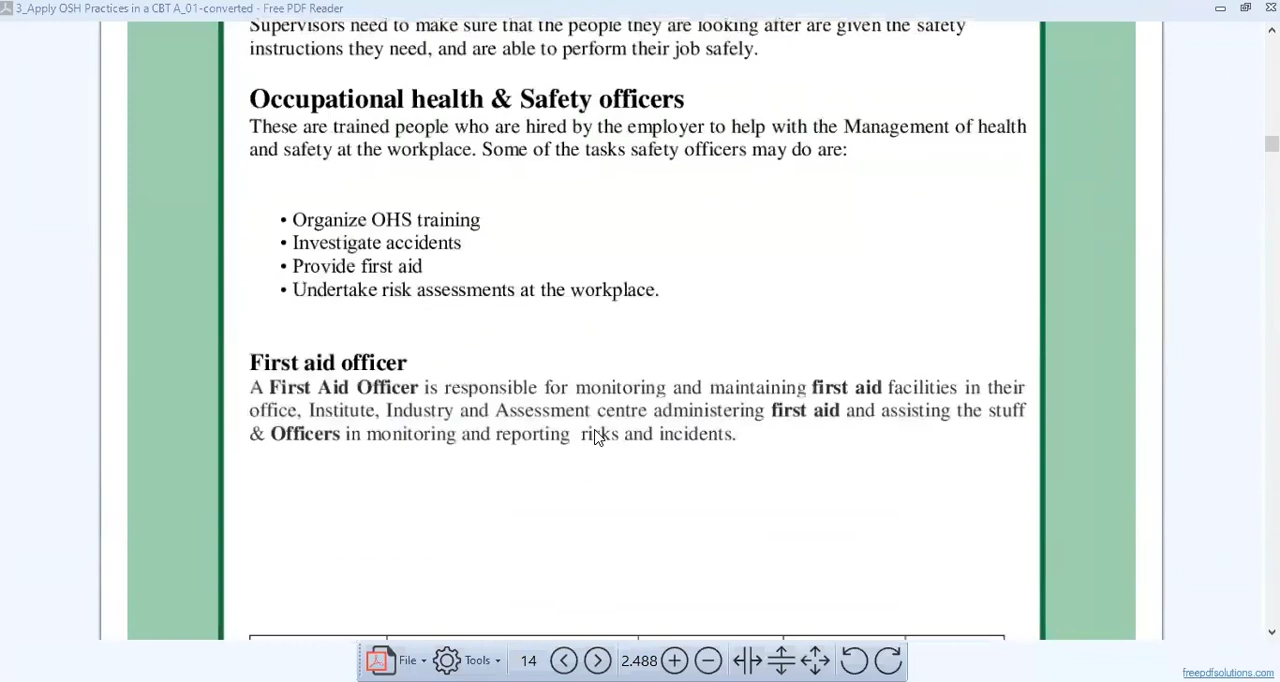 3_Apply OSH Practices in a CBT A_01-converted - Free PDF Reader
Supervisors need to make sure that the people they are looking after are given the safety
instructions they need, and are able to perform their job safely.
Occupational health & Safety officers
These are trained people who are hired by the employer to help with the Management of health
and safety at the workplace. Some of the tasks safety officers may do are:
• Organize OHS training
• Investigate accidents
• Provide first aid
• Undertake risk assessments at the workplace.
First aid officer
A First Aid Officer is responsible for monitoring and maintaining first aid facilities in their
office, Institute, Industry and Assessment centre administering first aid and assisting the stuff
& Officers in monitoring and reporting risks and incidents.
File Tools 14 2.488
freepdfsolutions.com